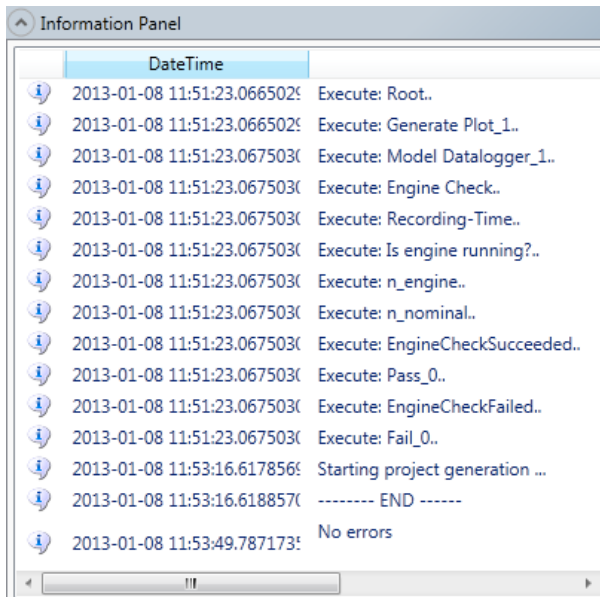 Information Panel
DateTime
2013-01-08 11:51:23.0665029 Execute: Root..
2013-01-08 11:51:23.0665029 Execute: Generate Plot_1..
2013-01-08 11:51:23.067503( Execute: Model Datalogger_1..
2013-01-08 11:51:23.067503( Execute: Engine Check..
2013-01-08 11:51:23.067503( Execute: Recording-Time..
2013-01-08 11:51:23.067503( Execute: Is engine running?..
2013-01-08 11:51:23.067503( Execute: n_engine..
2013-01-08 11:51:23.067503( Execute: n_nominal..
2013-01-08 11:51:23.067503( Execute: EngineCheckSucceeded..
2013-01-08 11:51:23.067503( Execute: Pass_0..
2013-01-08 11:51:23.067503( Execute: EngineCheckFailed..
2013-01-08 11:51:23.067503( Execute: Fail_0..
2013-01-08 11:53:16.6178569 Starting project generation ...
2013-01-08 11:53:16.618857( -------- END ------
2013-01-08 11:53:49.787173 No errors